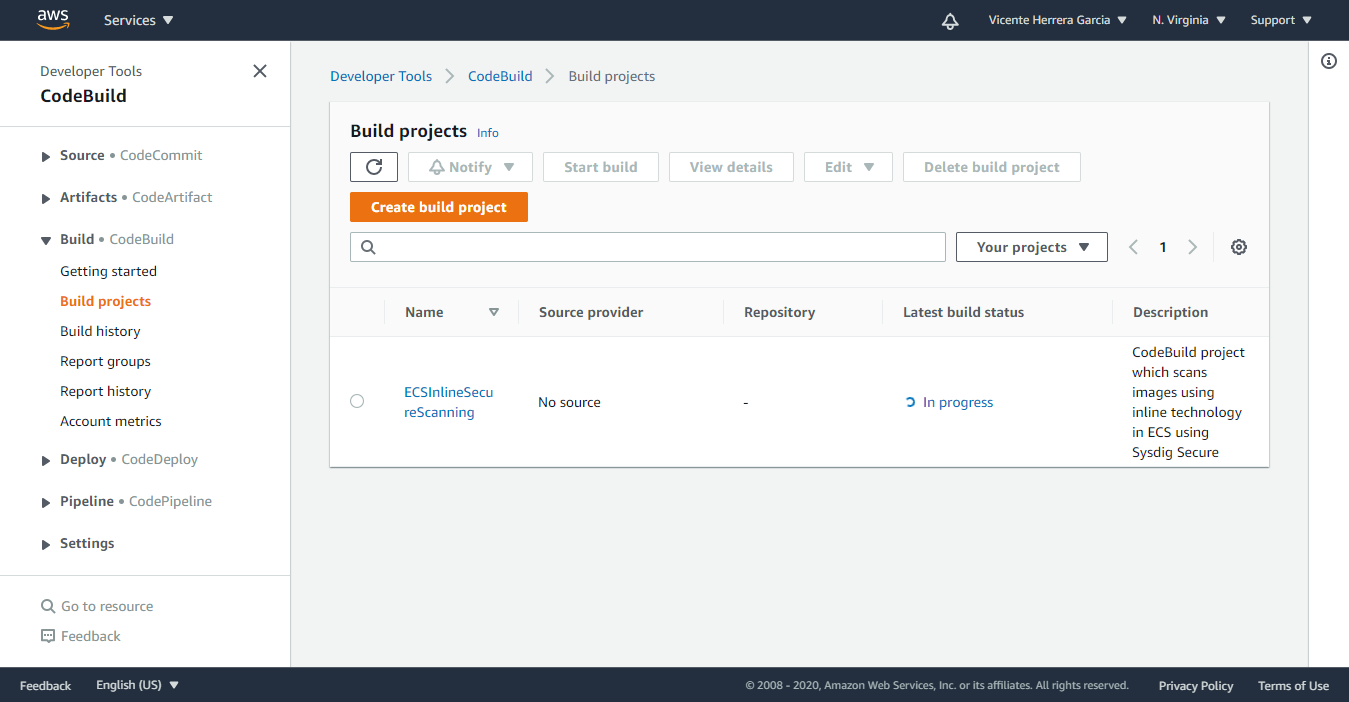 aws
Services
Vicente Herrera Garcia
N. Virginia
Support
Developer Tools
CodeBuild
Source • CodeCommit
Artifacts • CodeArtifact
Build • CodeBuild
Getting started
Build projects
Build history
Report groups
Report history
Account metrics
Deploy • CodeDeploy
Pipeline • CodePipeline
Settings
Go to resource
Feedback
Developer Tools
CodeBuild
Build projects
Build projects Info
Notify
Start build
View details
Edit
Delete build project
Create build project
Your projects
1
Name
Source provider
Repository
Latest build status
Description
ECSInlineSecu
reScanning
No source
-
In progress
CodeBuild project
which scans
images using
inline technology
in ECS using
Sysdig Secure
Feedback
English (US)
© 2008 - 2020, Amazon Web Services, Inc. or its affiliates. All rights reserved.
Privacy Policy
Terms of Use